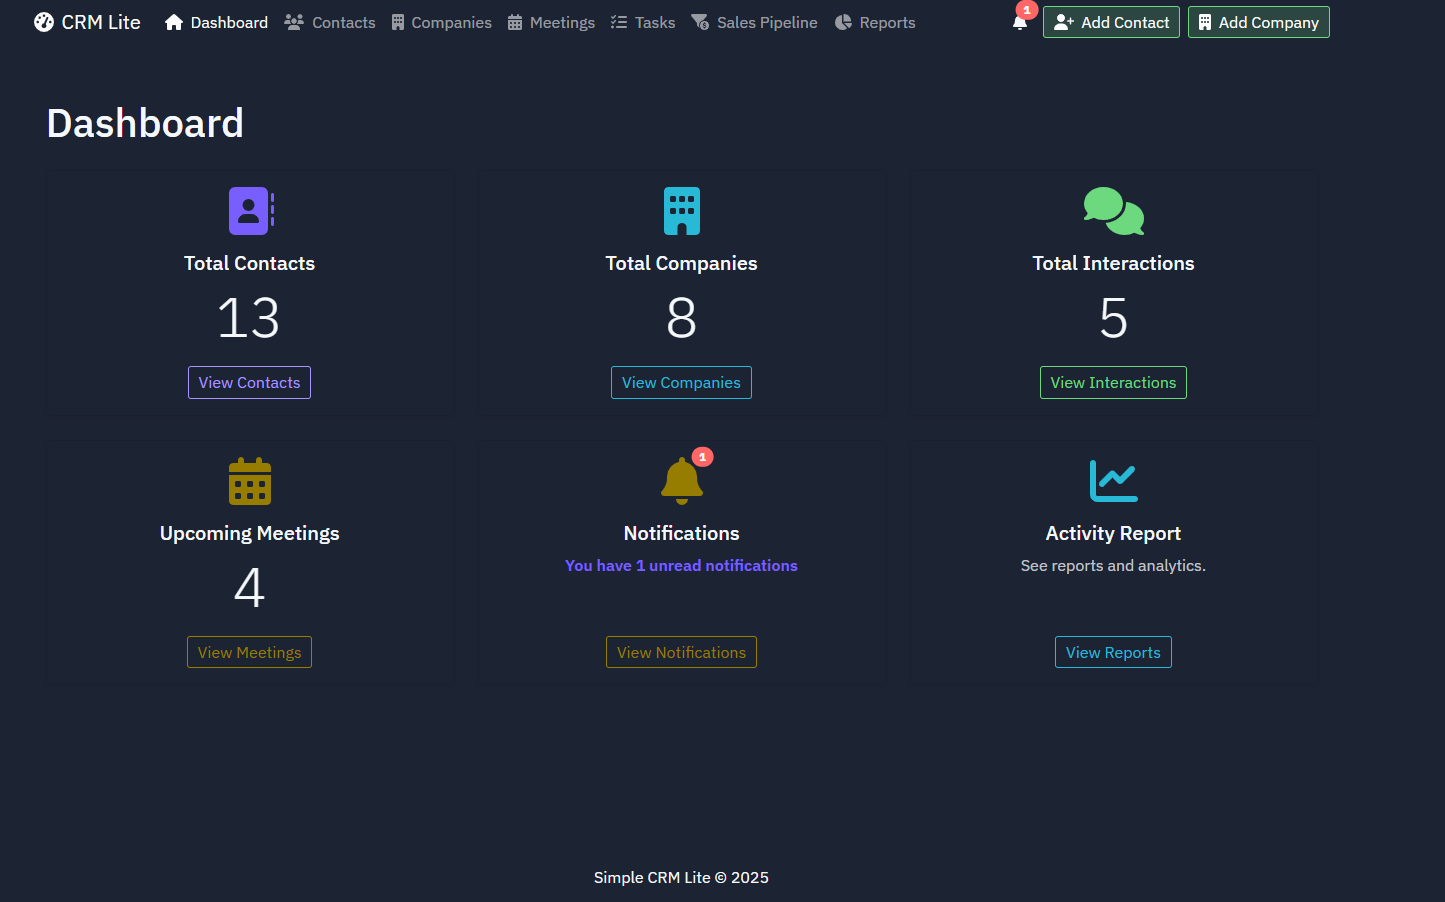 CRM Lite Dashboard Contacts Companies Meetings Tasks Sales Pipeline Reports 1 Add Contact Add Company
Dashboard
Total Contacts
13
View Contacts
Total Companies
8
View Companies
Total Interactions
5
View Interactions
Upcoming Meetings
4
View Meetings
1
Notifications
You have 1 unread notifications
View Notifications
Activity Report
See reports and analytics.
View Reports
Simple CRM Lite © 2025